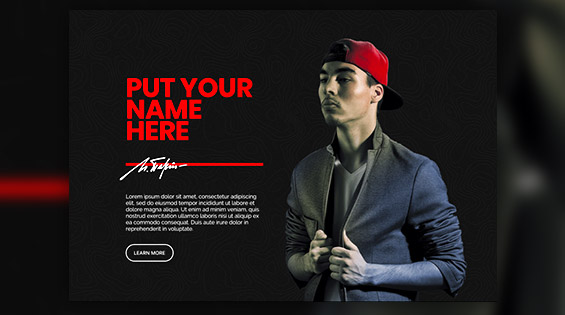 PUT YOUR
NAME
HERE
Lorem ipsum dolor sit amet, consectetur adipiscing
elit, sed do eiusmod tempor incididunt ut labore et
dolore magna aliqua. Ut enim ad minim veniam, quis
nostrud exercitation ullamco laboris nisi ut aliquip ex
ea commodo consequat. Duis aute irure dolor in
reprehenderit in voluptate.
LEARN MORE